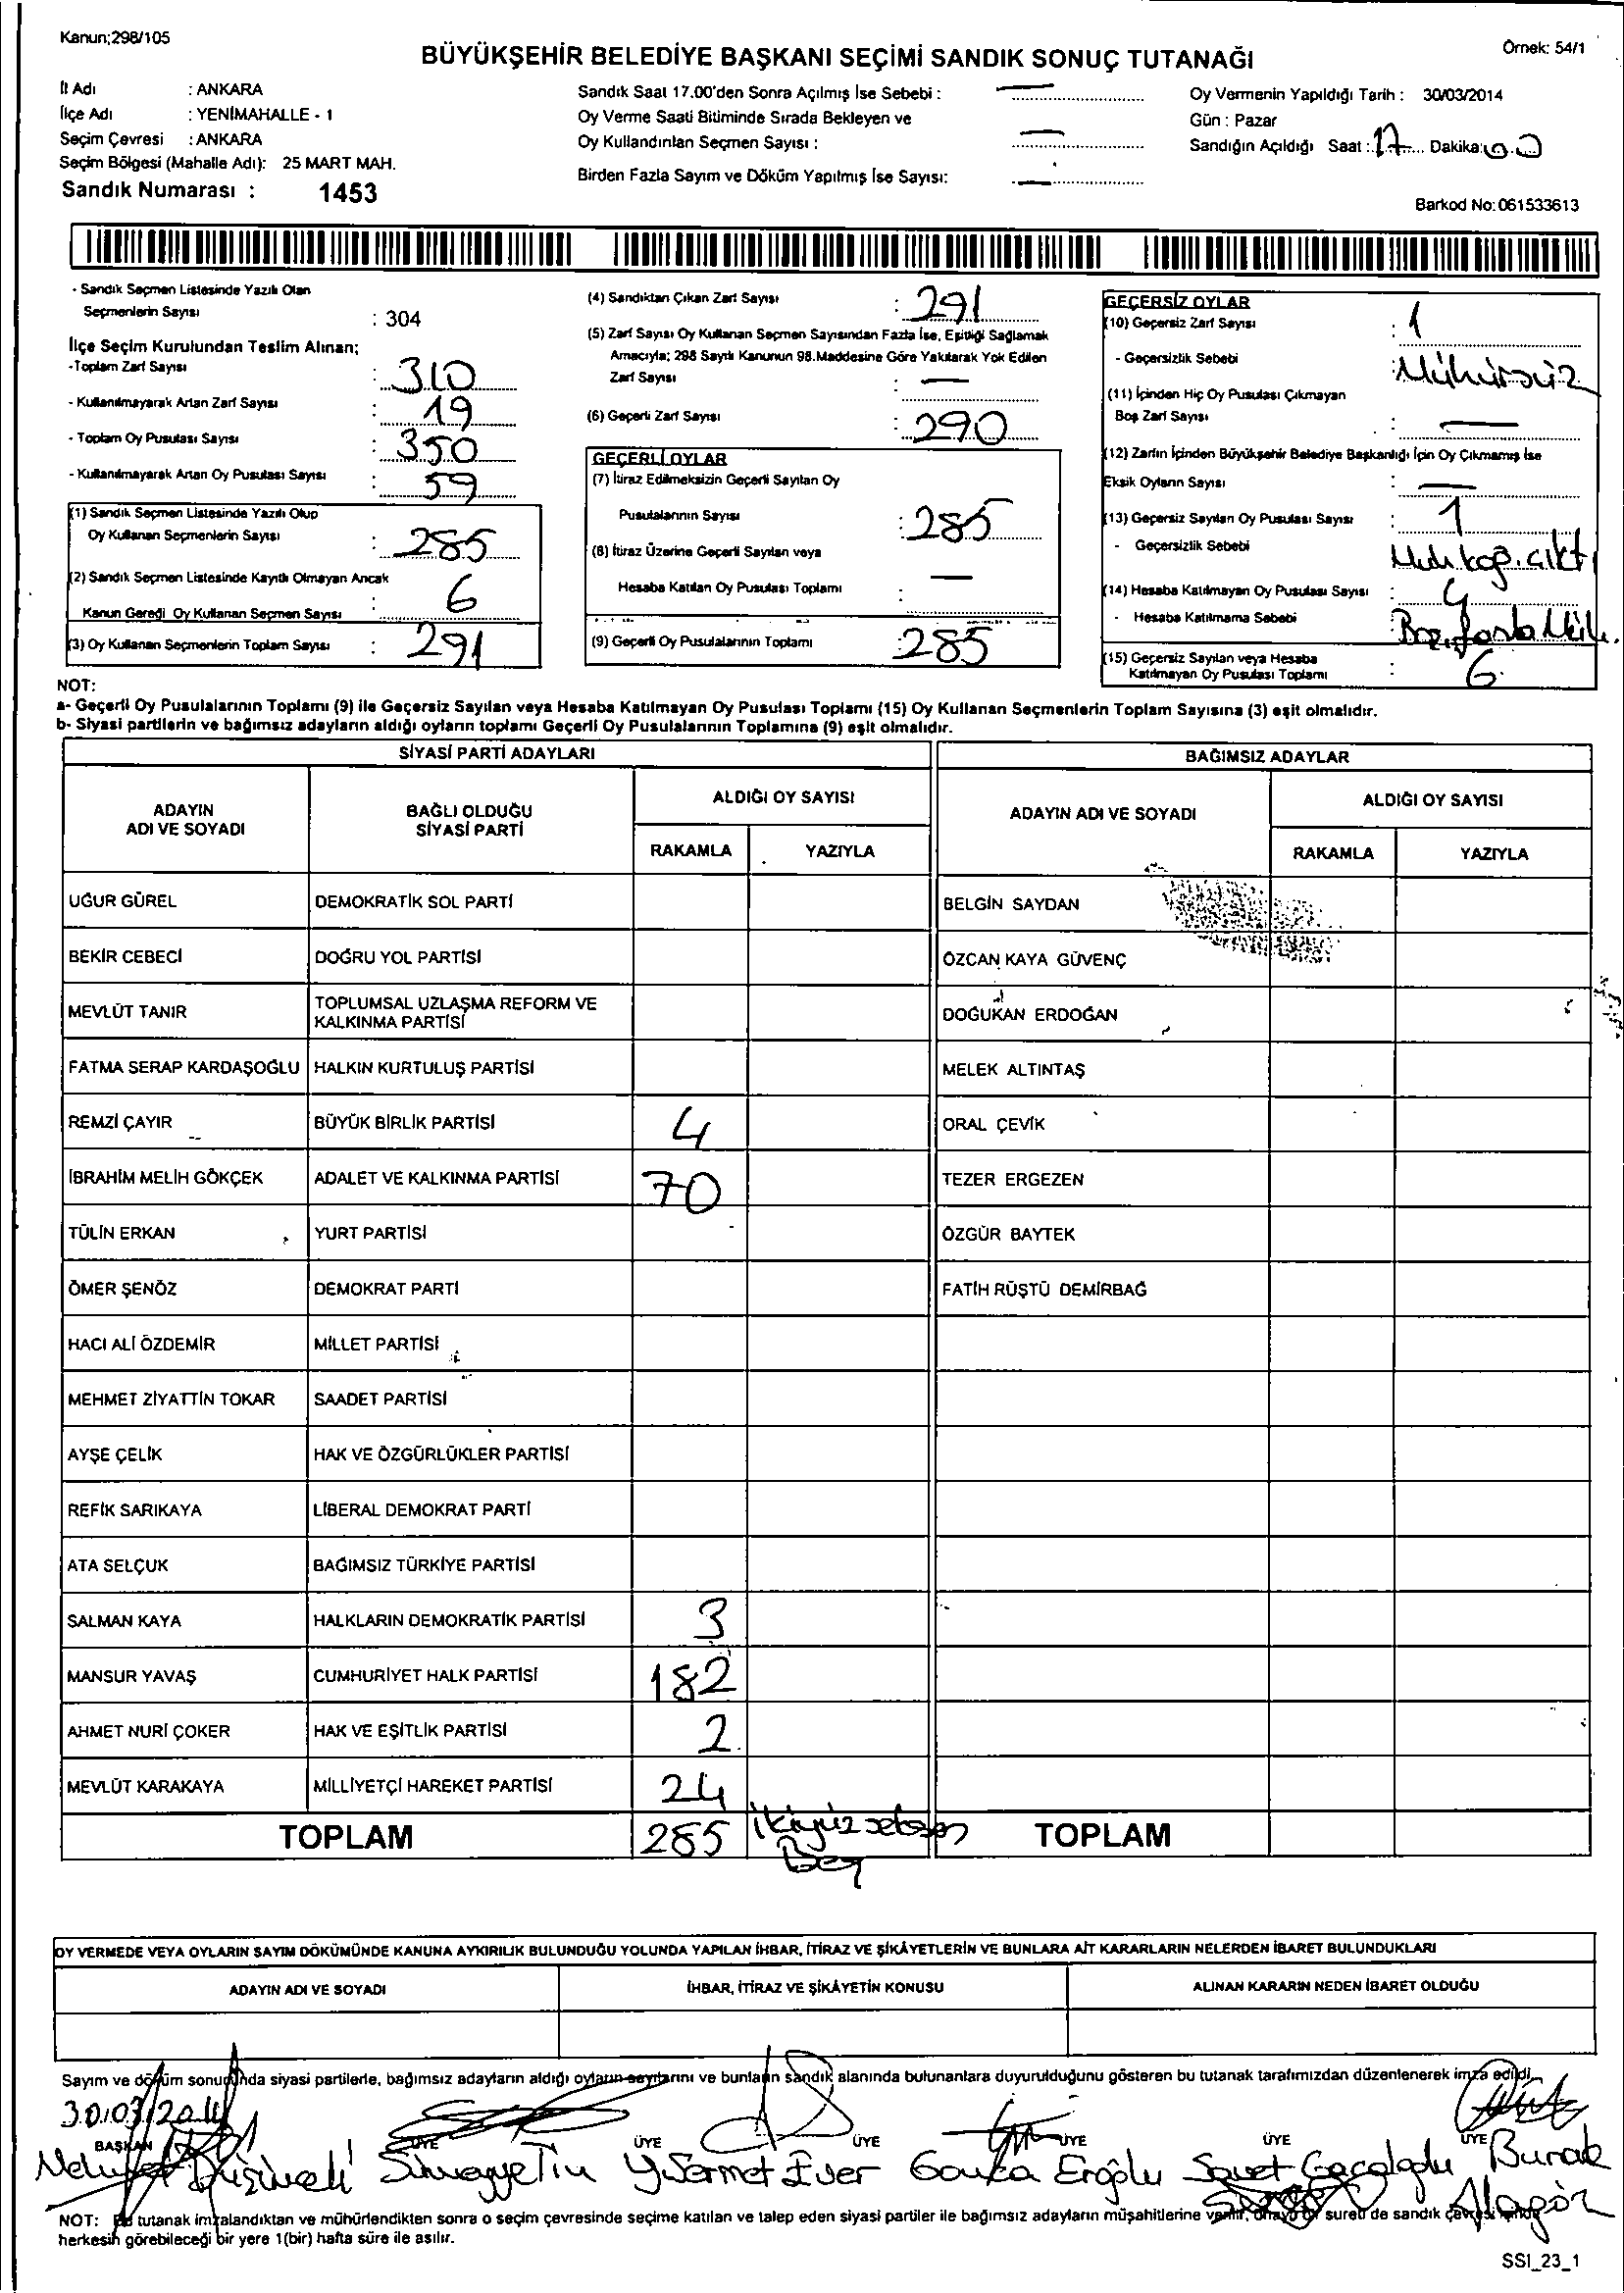 Kanun;298/105
Örnek: 54/1
BÜYÜKŞEHİR BELEDİYE BAŞKANI SEÇİMİ SANDIK SONUÇ TUTANAĞI
İl Adı : ANKARA
İlçe Adı : YENİMAHALLE - 1
Seçim Çevresi : ANKARA
Seçim Bölgesi (Mahalle Adı): 25 MART MAH.
Sandık Numarası : 1453
Sandık Saat 17.00'den Sonra Açılmış İse Sebebi : —
Oy Verme Saati Bitiminde Sırada Bekleyen ve
Oy Kullandırılan Seçmen Sayısı : —
Birden Fazla Sayım ve Döküm Yapılmış İse Sayısı: —
Oy Vermenin Yapıldığı Tarih : 30/03/2014
Gün : Pazar
Sandığın Açıldığı Saat : 17 Dakika: 00
Barkod No: 061533613
- Sandık Seçmen Listesinde Yazılı Olan
Seçmenlerin Sayısı : 304
İlçe Seçim Kurulundan Teslim Alınan;
-Toplam Zarf Sayısı : 310
- Kullanılmayarak Artan Zarf Sayısı : 19
- Toplam Oy Pusulası Sayısı : 350
- Kullanılmayarak Artan Oy Pusulası Sayısı : 59
(1) Sandık Seçmen Listesinde Yazılı Olup
Oy Kullanan Seçmenlerin Sayısı : 285
(2) Sandık Seçmen Listesinde Kayıtlı Olmayan Ancak
Kanun Gereği Oy Kullanan Seçmen Sayısı : 6
(3) Oy Kullanan Seçmenlerin Toplam Sayısı : 291
(4) Sandıktan Çıkan Zarf Sayısı : 291
(5) Zarf Sayısı Oy Kullanan Seçmen Sayısından Fazla İse, Eşitliği Sağlamak
Amacıyla; 298 Sayılı Kanunun 98.Maddesine Göre Yakılarak Yok Edilen
Zarf Sayısı : —
(6) Geçerli Zarf Sayısı : 290
GEÇERLİ OYLAR
(7) İtiraz Edilmeksizin Geçerli Sayılan Oy
Pusulalarının Sayısı : 285
(8) İtiraz Üzerine Geçerli Sayılan veya
Hesaba Katılan Oy Pusulası Toplamı : —
(9) Geçerli Oy Pusulalarının Toplamı : 285
GEÇERSİZ OYLAR
(10) Geçersiz Zarf Sayısı : 1
- Geçersizlik Sebebi Mühürsüz
(11) İçinden Hiç Oy Pusulası Çıkmayan
Boş Zarf Sayısı : —
(12) Zarfın İçinden Büyükşehir Belediye Başkanlığı İçin Oy Çıkmamış İse
Eksik Oyların Sayısı : —
(13) Geçersiz Sayılan Oy Pusulası Sayısı : 1
- Geçersizlik Sebebi çıktı
(14) Hesaba Katılmayan Oy Pusulası Sayısı : 4
- Hesaba Katılmama Sebebi
(15) Geçersiz Sayılan veya Hesaba
Katılmayan Oy Pusulası Toplamı : 6
NOT:
a- Geçerli Oy Pusulalarının Toplamı (9) ile Geçersiz Sayılan veya Hesaba Katılmayan Oy Pusulası Toplamı (15) Oy Kullanan Seçmenlerin Toplam Sayısına (3) eşit olmalıdır.
b- Siyasi partilerin ve bağımsız adayların aldığı oyların toplamı Geçerli Oy Pusulalarının Toplamına (9) eşit olmalıdır.
SİYASİ PARTİ ADAYLARI
BAĞIMSIZ ADAYLAR
ADAYIN
ADI VE SOYADI
BAĞLI OLDUĞU
SİYASİ PARTİ
ALDIĞI OY SAYISI
RAKAMLA YAZIYLA
ADAYIN ADI VE SOYADI
ALDIĞI OY SAYISI
RAKAMLA YAZIYLA
UĞUR GÜREL DEMOKRATİK SOL PARTİ BELGİN SAYDAN
BEKİR CEBECİ DOĞRU YOL PARTİSİ ÖZCAN KAYA GÜVENÇ
MEVLÜT TANIR TOPLUMSAL UZLAŞMA REFORM VE
KALKINMA PARTİSİ DOĞUKAN ERDOĞAN
FATMA SERAP KARDAŞOĞLU HALKIN KURTULUŞ PARTİSİ MELEK ALTINTAŞ
REMZİ ÇAYIR BÜYÜK BİRLİK PARTİSİ 4 ORAL ÇEVİK
İBRAHİM MELİH GÖKÇEK ADALET VE KALKINMA PARTİSİ 70 TEZER ERGEZEN
TÜLİN ERKAN YURT PARTİSİ ÖZGÜR BAYTEK
ÖMER ŞENÖZ DEMOKRAT PARTİ FATİH RÜŞTÜ DEMİRBAĞ
HACI ALİ ÖZDEMİR MİLLET PARTİSİ
MEHMET ZİYATTİN TOKAR SAADET PARTİSİ
AYŞE ÇELİK HAK VE ÖZGÜRLÜKLER PARTİSİ
REFİK SARIKAYA LİBERAL DEMOKRAT PARTİ
ATA SELÇUK BAĞIMSIZ TÜRKİYE PARTİSİ
SALMAN KAYA HALKLARIN DEMOKRATİK PARTİSİ 3
MANSUR YAVAŞ CUMHURİYET HALK PARTİSİ 182
AHMET NURİ ÇOKER HAK VE EŞİTLİK PARTİSİ 2
MEVLÜT KARAKAYA MİLLİYETÇİ HAREKET PARTİSİ 24
TOPLAM 285 İkiyüz seksen TOPLAM
Beş
OY VERMEDE VEYA OYLARIN SAYIM DÖKÜMÜNDE KANUNA AYKIRILIK BULUNDUĞU YOLUNDA YAPILAN İHBAR, İTİRAZ VE ŞİKÂYETLERİN VE BUNLARA AİT KARARLARIN NELERDEN İBARET BULUNDUKLARI
ADAYIN ADI VE SOYADI İHBAR, İTİRAZ VE ŞİKÂYETİN KONUSU ALINAN KARARIN NEDEN İBARET OLDUĞU
Sayım ve döküm sonucunda siyasi partilerle, bağımsız adayların aldığı oyların sayılarını ve bunların sandık alanında bulunanlara duyurulduğunu gösteren bu tutanak tarafımızdan düzenlenerek imza edildi.
30/03/2014
BAŞKAN ÜYE ÜYE ÜYE ÜYE ÜYE ÜYE
Eroğlu Burak
NOT: Bu tutanak imzalandıktan ve mühürlendikten sonra o seçim çevresinde seçime katılan ve talep eden siyasi partiler ile bağımsız adayların müşahitlerine verilir, onaylı bir sureti de sandık çevresi içinde
herkesin görebileceği bir yere 1(bir) hafta süre ile asılır.
SSI_23_1